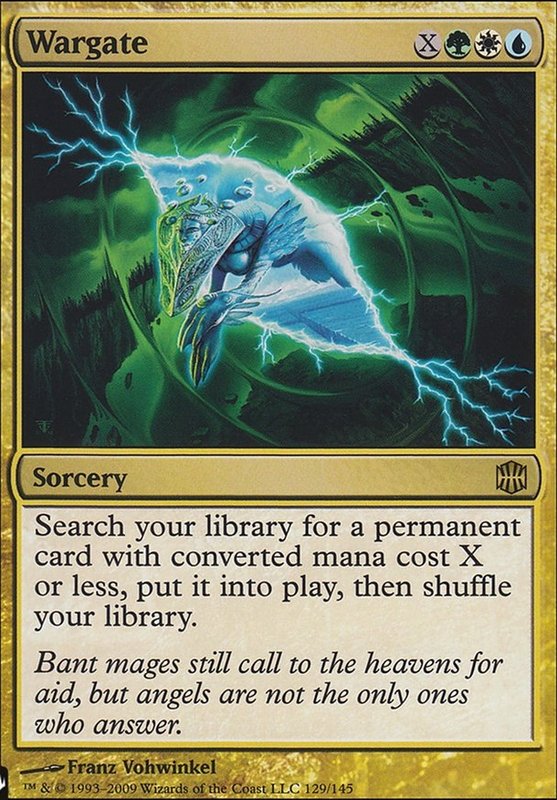 Wargate X
Sorcery
Search your library for a permanent
card with converted mana cost X
or less, put it into play, then shuffle
your library.
Bant mages still call to the heavens for
aid, but angels are not the only ones
who answer.
Franz Vohwinkel
™ & © 1993–2009 Wizards of the Coast LLC 129/145